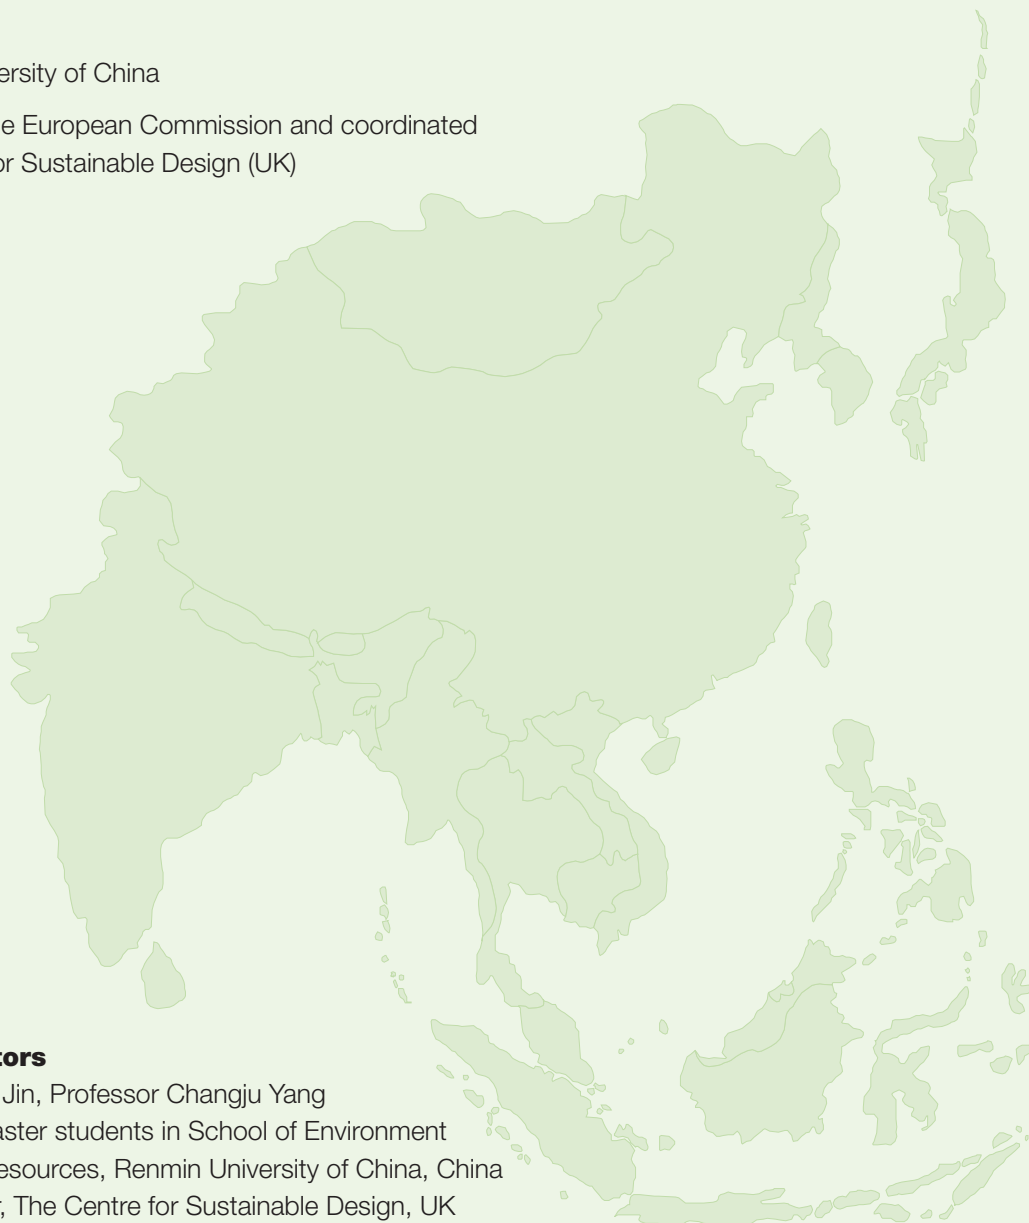 ersity of China
e European Commission and coordinated
or Sustainable Design (UK)
tors
Jin, Professor Changju Yang
aster students in School of Environment
esources, Renmin University of China, China
, The Centre for Sustainable Design, UK